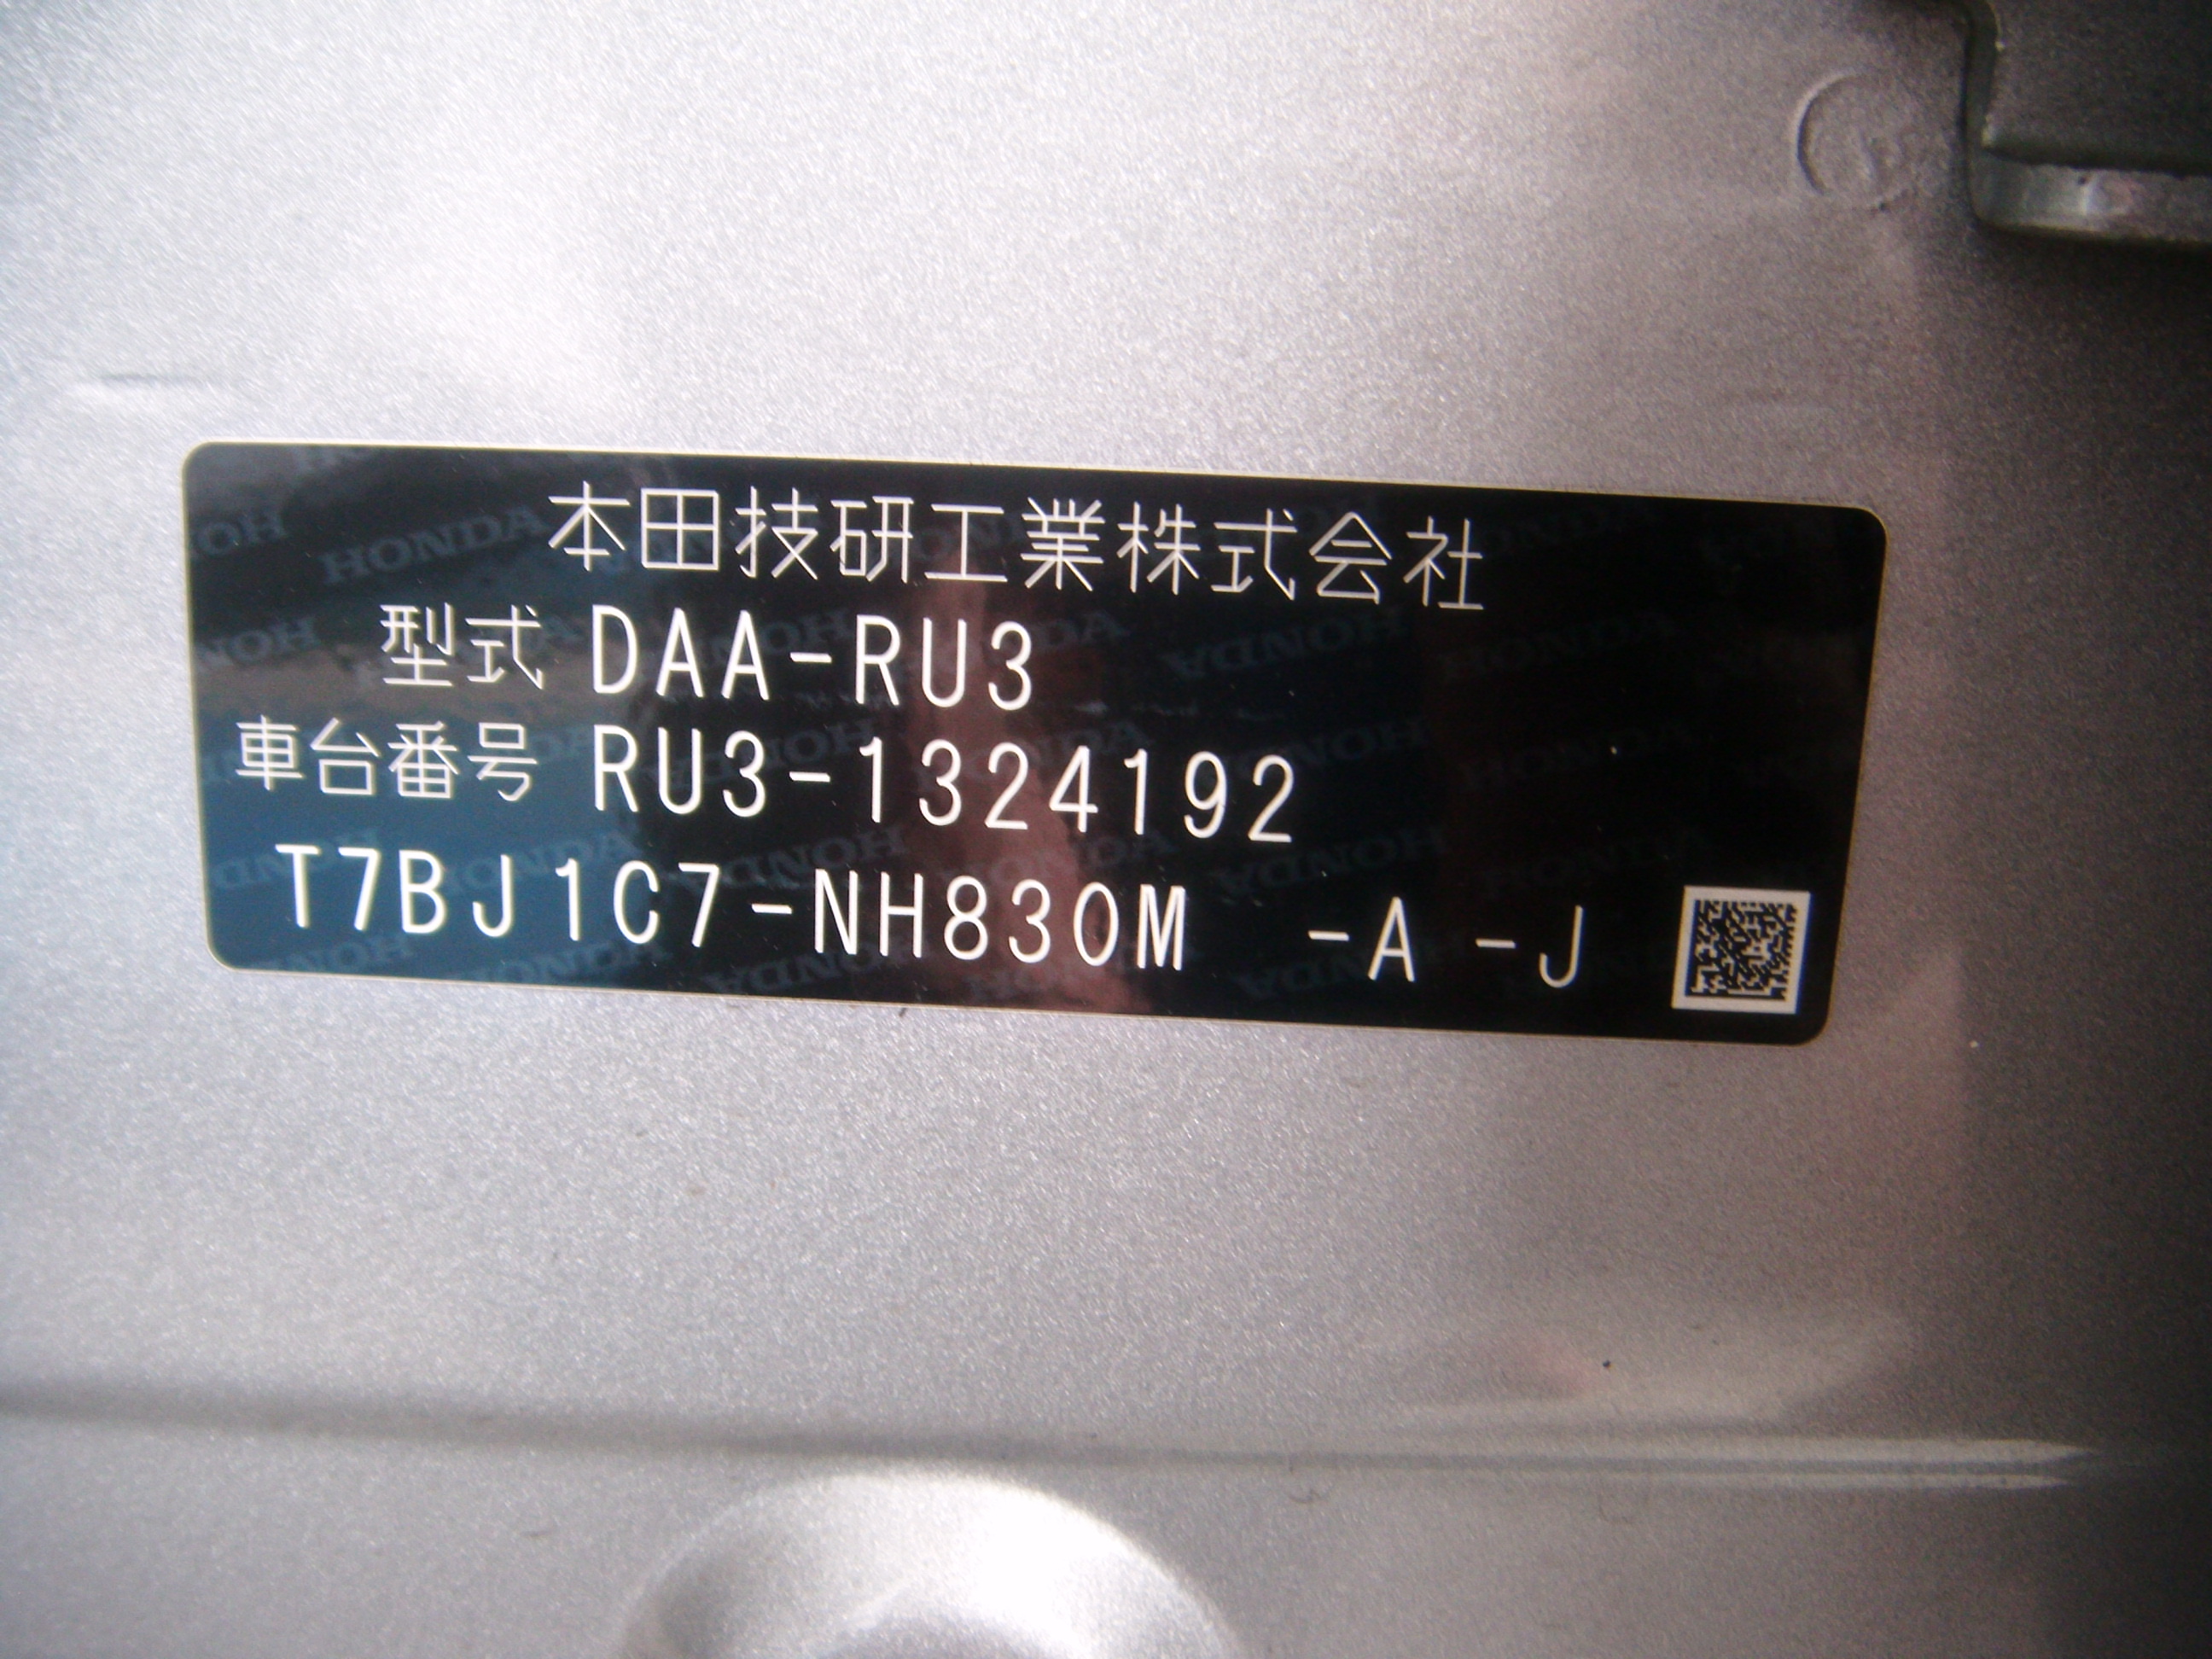 本田技研工業株式会社
型式 DAA-RU3
車台番号 RU3-1324192
T7BJ1C7-NH830M -A -J